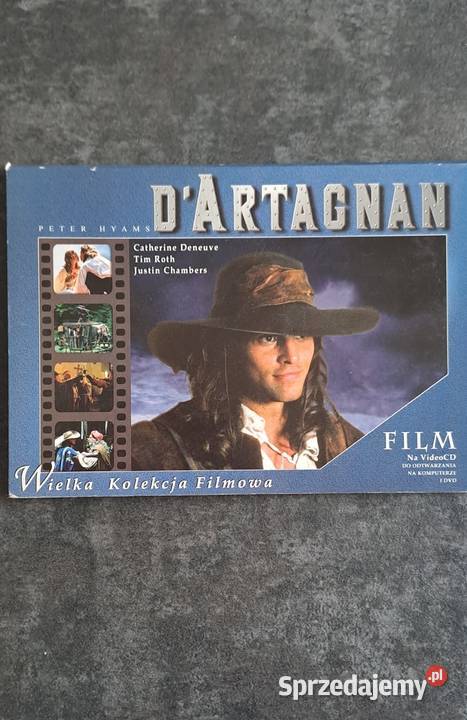 D'ARTAGNAN
PETER HYAMS
Catherine Deneuve
Tim Roth
Justin Chambers
FILM
Na VideoCD
DO ODTWARZANIA
NA KOMPUTERZE
I DVD
Wielka Kolekcja Filmowa
Sprzedajemy.pl